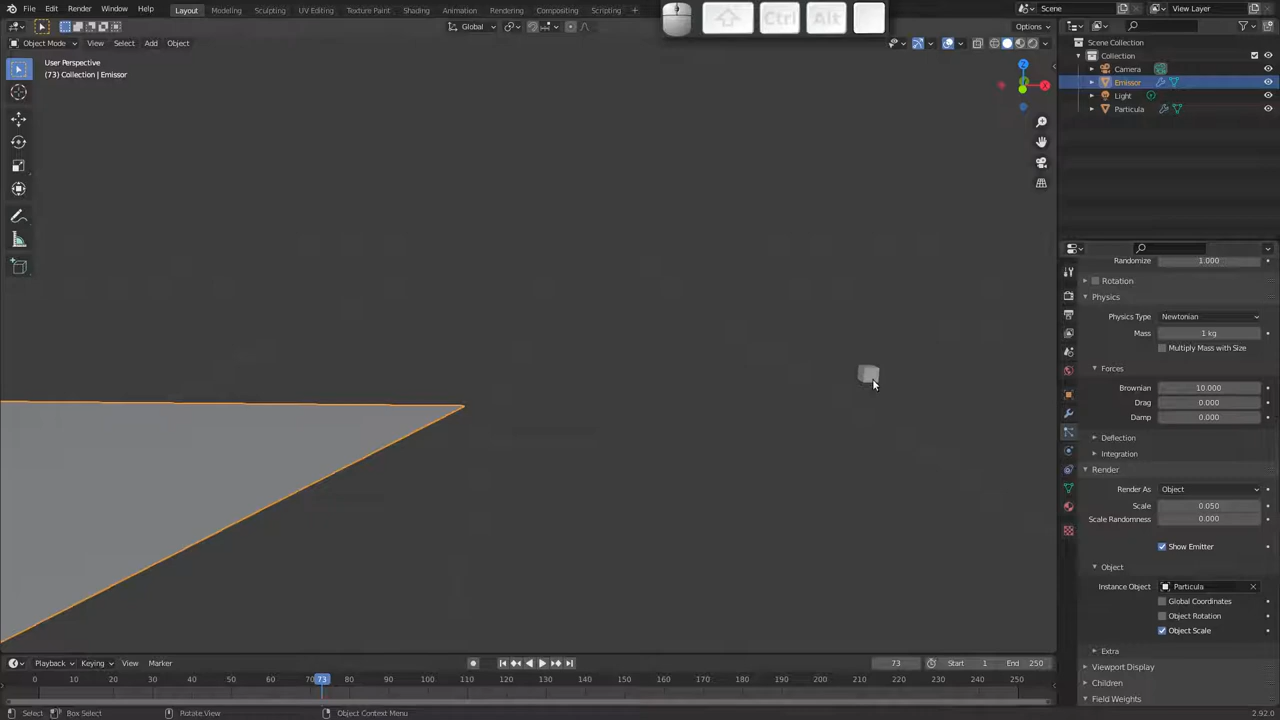 File Edit Render Window Help Layout Modeling Sculpting UV Editing Texture Paint Shading Animation Rendering Compositing Scripting Ctrl Alt Scene View Layer
Global Options
Object Mode View Select Add Object
User Perspective
(73) Collection | Emissor
Scene Collection
Collection
Camera
Emissor
Light
Particula
Z
X
Randomize 1.000
Rotation
Physics
Physics Type Newtonian
Mass 1 kg
Multiply Mass with Size
Forces
Brownian 10.000
Drag 0.000
Damp 0.000
Deflection
Integration
Render
Render As Object
Scale 0.050
Scale Randomness 0.000
Show Emitter
Object
Instance Object Particula
Global Coordinates
Object Rotation
Object Scale
Extra
Viewport Display
Children
Field Weights
Playback Keying View Marker 73 Start 1 End 250
0 10 20 30 40 50 60 70 73 80 90 100 110 120 130 140 150 160 170 180 190 200 210 220 230 240 250
Select Box Select Rotate View Object Context Menu 2.92.0